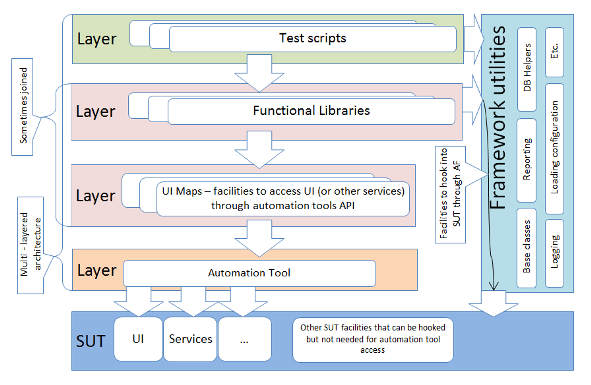 Layer
Test scripts
Sometimes joined
Layer
Functional Libraries
Layer
UI Maps – facilities to access UI (or other services)
through automation tools API
Multi - layered
architecture
Layer
Automation Tool
Facilities to hook into
SUT through AF
Framework utilities
DB Helpers
Etc.
Reporting
Loading configuration
Base classes
Logging
SUT
UI
Services
...
Other SUT facilities that can be hooked
but not needed for automation tool
access